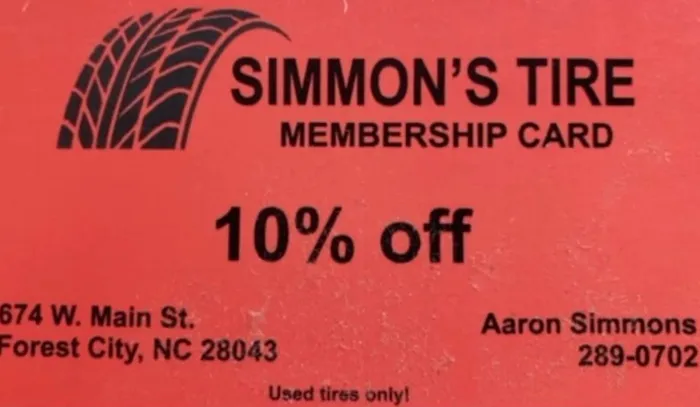 SIMMON'S TIRE
MEMBERSHIP CARD
10% off
674 W. Main St.
Forest City, NC 28043
Aaron Simmons
289-0702
Used tires only!